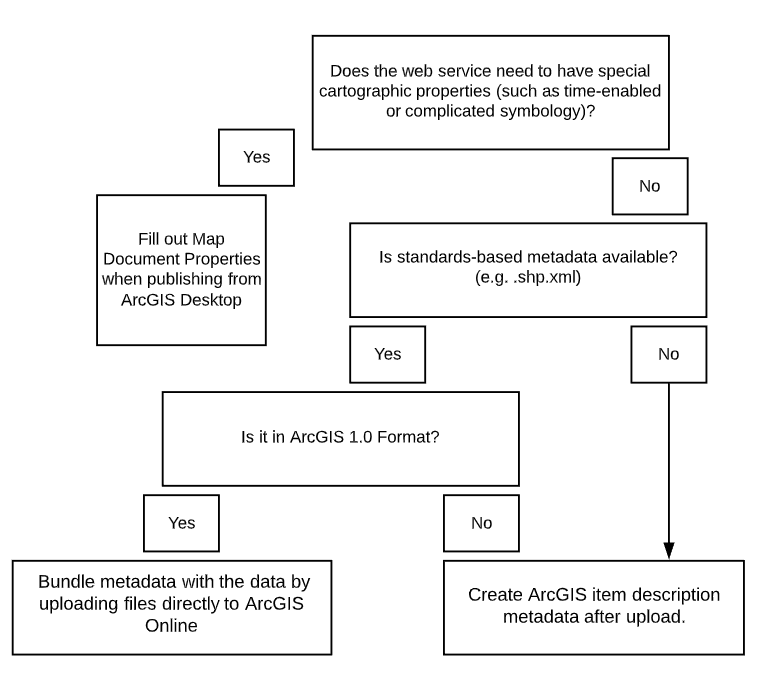 Does the web service need to have special
cartographic properties (such as time-enabled
or complicated symbology)?
Yes
No
Fill out Map
Document Properties
when publishing from
ArcGIS Desktop
Is standards-based metadata available?
(e.g. .shp.xml)
Yes
No
Is it in ArcGIS 1.0 Format?
Yes
No
Bundle metadata with the data by
uploading files directly to ArcGIS
Online
Create ArcGIS item description
metadata after upload.